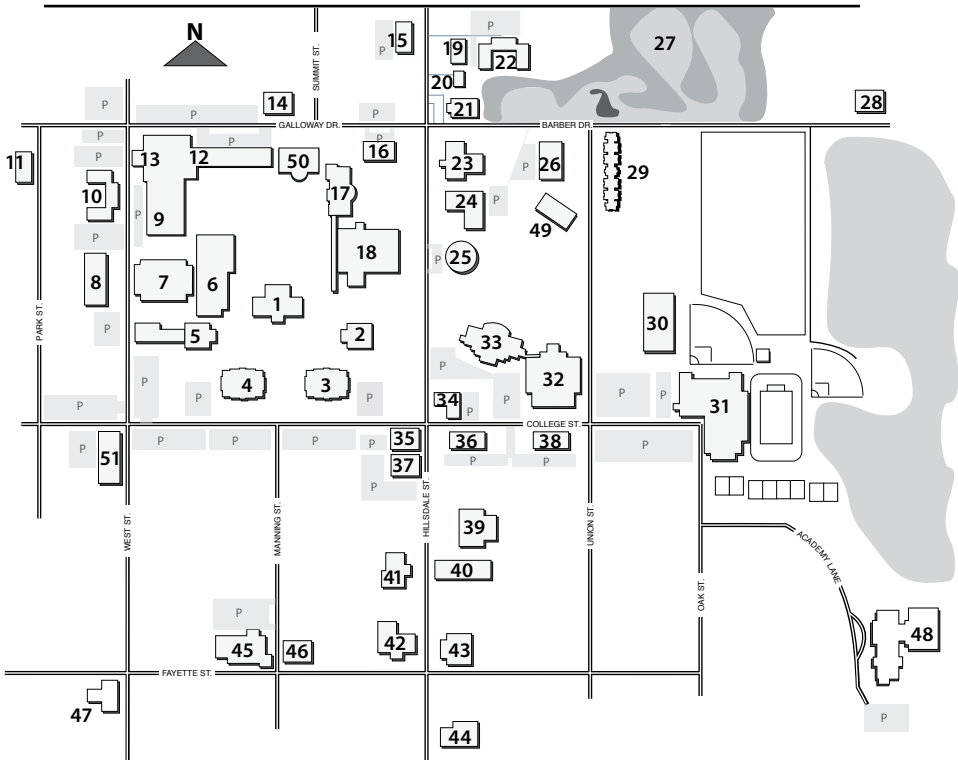 N
15
P
SUMMIT ST.
19
P
22
27
20
21
14
P
P
P
28
GALLOWAY DR.
BARBER DR.
P
P
P
11
P
13
12
50
16
23
P
26
29
10
P
9
17
24
P
49
P
8
7
6
18
P
25
PARK ST.
P
1
5
2
33
30
P
P
4
P
3
P
P
32
P
P
31
P
34
P
COLLEGE ST.
51
P
P
P
P
P
35
36
38
P
37
P
P
P
HILLSDALE ST.
WEST ST.
MANNING ST.
39
UNION ST.
ACADEMY LANE
41
40
OAK ST.
P
45
46
42
43
48
FAYETTE ST.
47
44
P